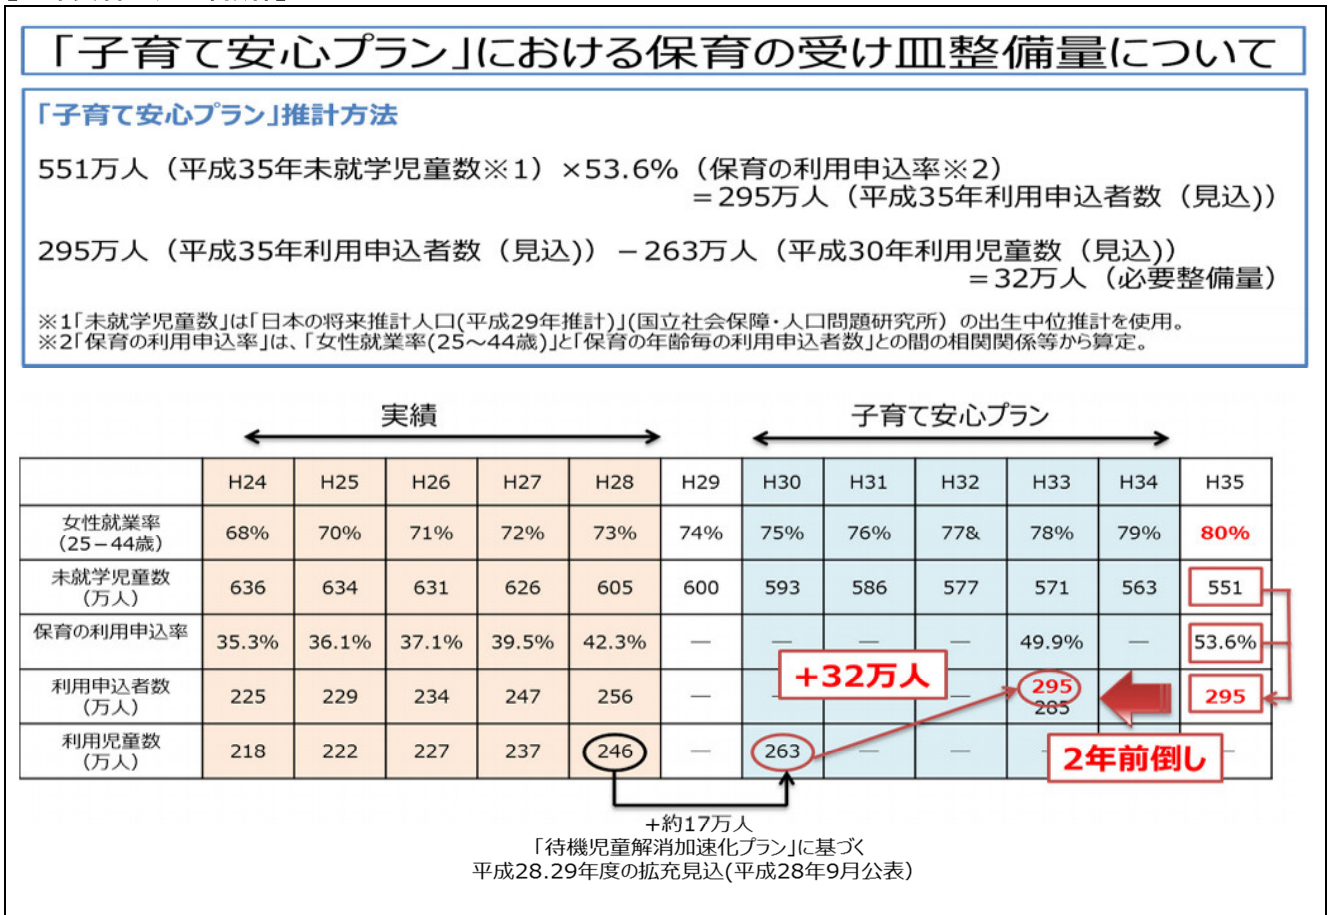 「子育て安心プラン」における保育の受け皿整備量について
「子育て安心プラン」推計方法
551万人（平成35年未就学児童数※1）×53.6%（保育の利用申込率※2）
＝295万人（平成35年利用申込者数（見込））
295万人（平成35年利用申込者数（見込））－263万人（平成30年利用児童数（見込））
＝32万人（必要整備量）
※1「未就学児童数」は「日本の将来推計人口(平成29年推計)」(国立社会保障・人口問題研究所）の出生中位推計を使用。
※2「保育の利用申込率」は、「女性就業率(25～44歳)」と「保育の年齢毎の利用申込者数」との間の相関関係等から算定。
実績 子育て安心プラン
H24 H25 H26 H27 H28 H29 H30 H31 H32 H33 H34 H35
女性就業率
（25－44歳） 68% 70% 71% 72% 73% 74% 75% 76% 77& 78% 79% 80%
未就学児童数
（万人） 636 634 631 626 605 600 593 586 577 571 563 551
保育の利用申込率 35.3% 36.1% 37.1% 39.5% 42.3% — — — — 49.9% — 53.6%
+32万人
利用申込者数
（万人） 225 229 234 247 256 — 295 295
285
利用児童数
（万人） 218 222 227 237 246 — 263 — —
2年前倒し
+約17万人
「待機児童解消加速化プラン」に基づく
平成28.29年度の拡充見込(平成28年9月公表）